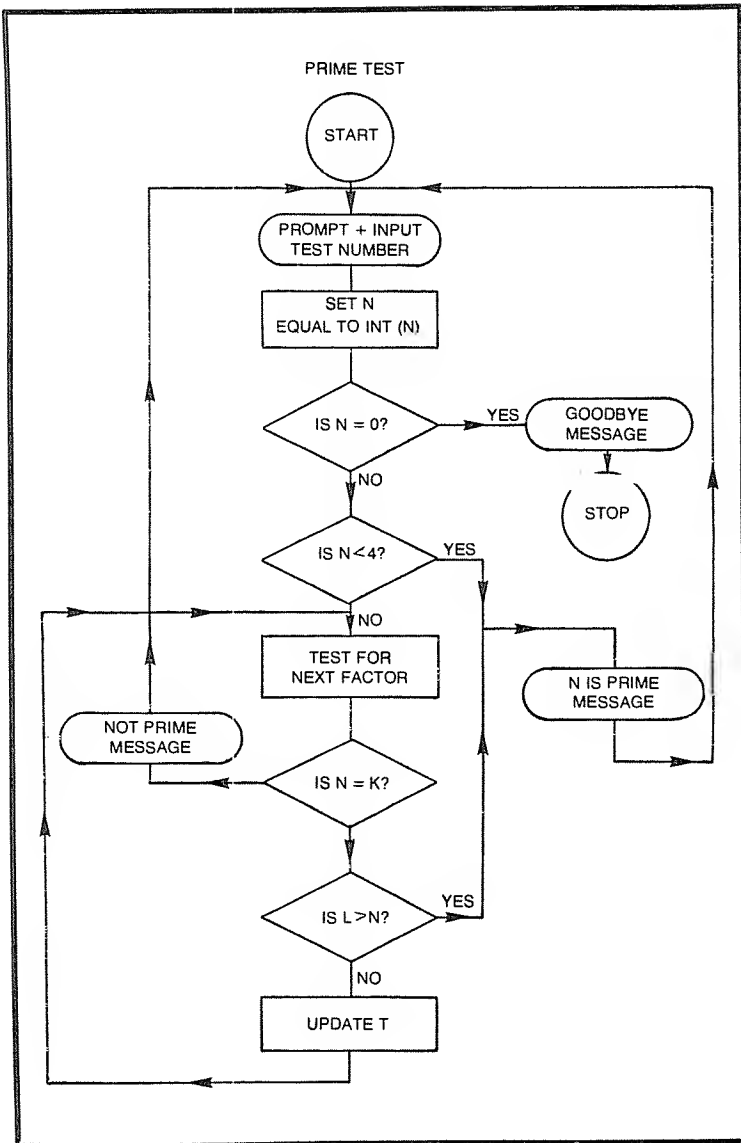 PRIME TEST
START
PROMPT + INPUT
TEST NUMBER
SET N
EQUAL TO INT (N)
IS N = 0?
YES
GOODBYE
MESSAGE
NO
STOP
IS N<4?
YES
NO
TEST FOR
NEXT FACTOR
N IS PRIME
MESSAGE
NOT PRIME
MESSAGE
IS N = K?
IS L>N?
YES
NO
UPDATE T